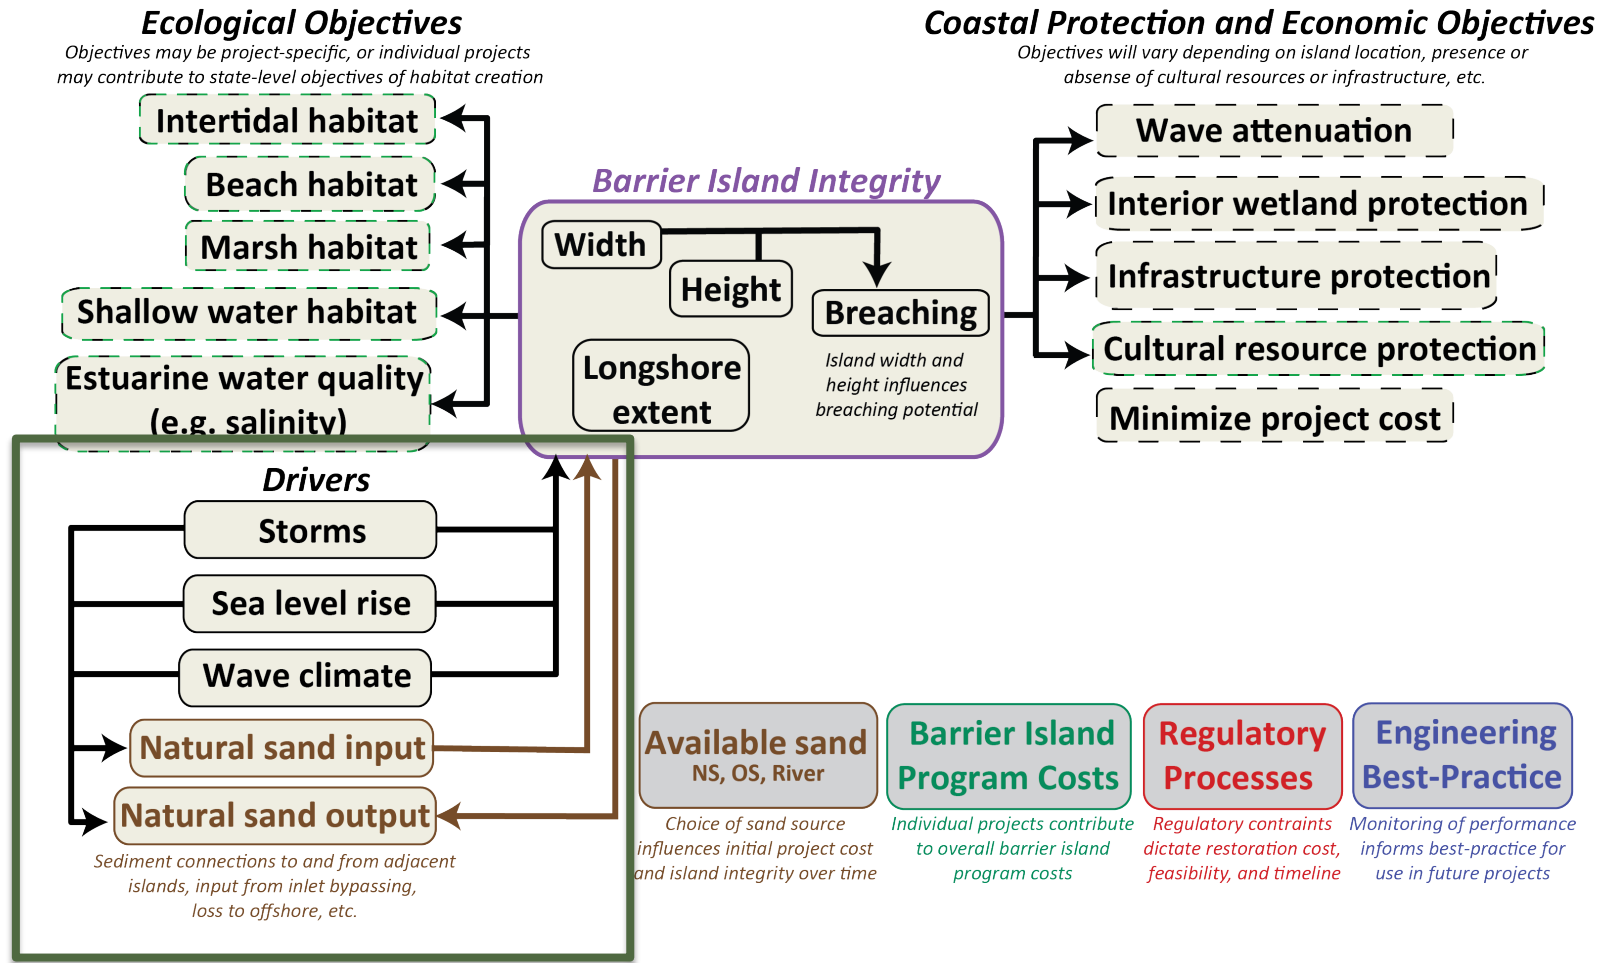 Ecological Objectives
Objectives may be project-specific, or individual projects
may contribute to state-level objectives of habitat creation
Intertidal habitat
Beach habitat
Marsh habitat
Shallow water habitat
Estuarine water quality
(e.g. salinity)
Barrier Island Integrity
Width
Height
Breaching
Island width and
height influences
breaching potential
Longshore
extent
Coastal Protection and Economic Objectives
Objectives will vary depending on island location, presence or
absense of cultural resources or infrastructure, etc.
Wave attenuation
Interior wetland protection
Infrastructure protection
Cultural resource protection
Minimize project cost
Drivers
Storms
Sea level rise
Wave climate
Natural sand input
Natural sand output
Sediment connections to and from adjacent
islands, input from inlet bypassing,
loss to offshore, etc.
Available sand
NS, OS, River
Choice of sand source
influences initial project cost
and island integrity over time
Barrier Island
Program Costs
Individual projects contribute
to overall barrier island
program costs
Regulatory
Processes
Regulatory contraints
dictate restoration cost,
feasibility, and timeline
Engineering
Best-Practice
Monitoring of performance
informs best-practice for
use in future projects